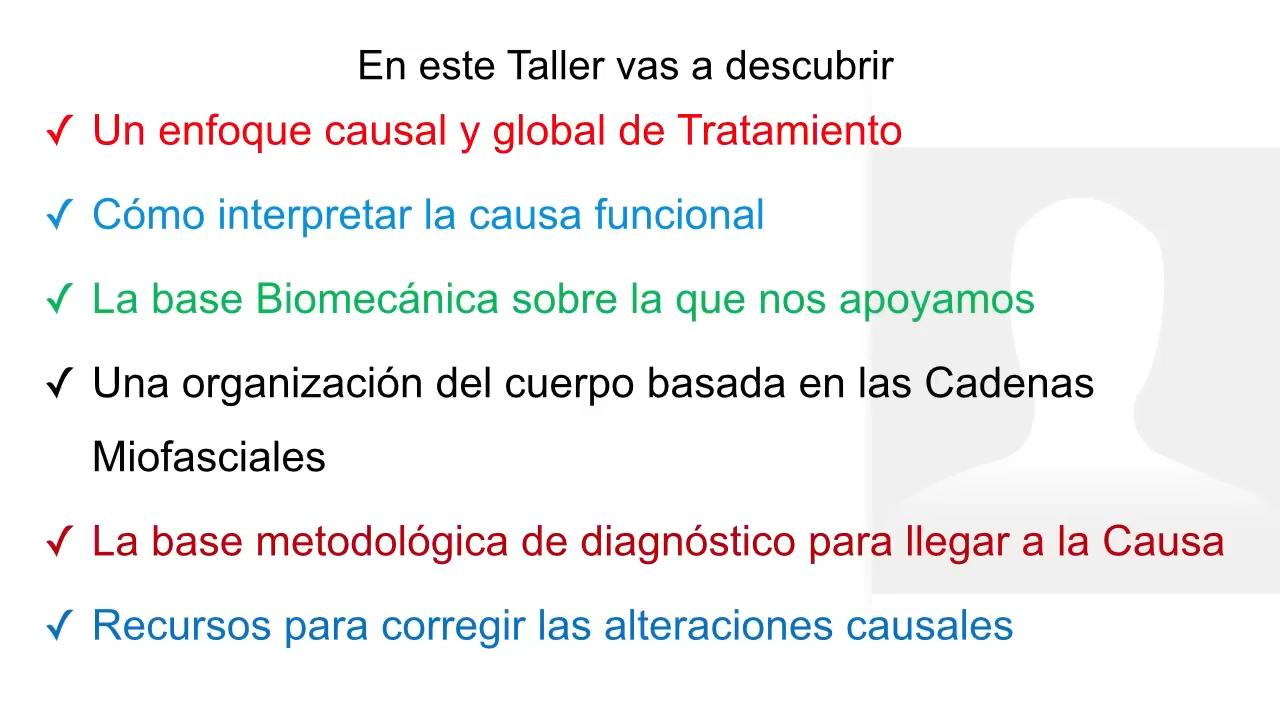 En este Taller vas a descubrir
✓ Un enfoque causal y global de Tratamiento
✓ Cómo interpretar la causa funcional
✓ La base Biomecánica sobre la que nos apoyamos
✓ Una organización del cuerpo basada en las Cadenas
Miofasciales
✓ La base metodológica de diagnóstico para llegar a la Causa
✓ Recursos para corregir las alteraciones causales